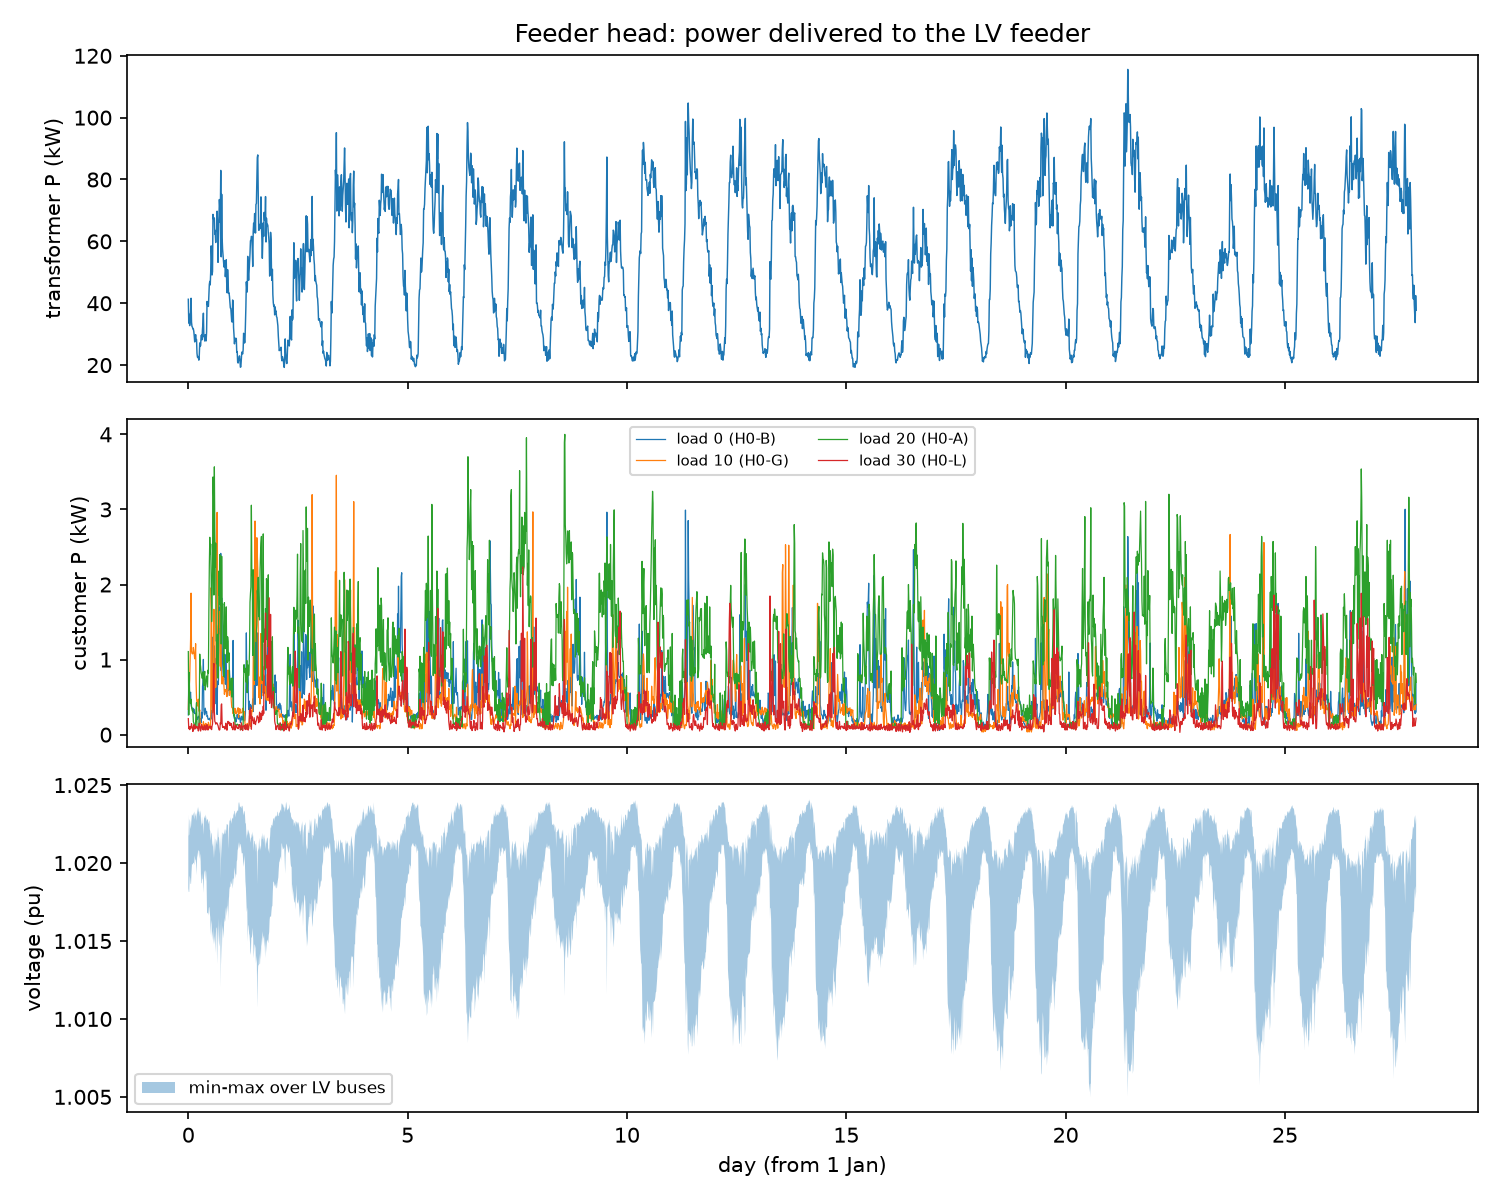 Feeder head: power delivered to the LV feeder
transformer P (kW)
120
100
80
60
40
20
customer P (kW)
4
3
2
1
0
load 0 (H0-B)
load 10 (H0-G)
load 20 (H0-A)
load 30 (H0-L)
voltage (pu)
1.025
1.020
1.015
1.010
1.005
min-max over LV buses
0 5 10 15 20 25
day (from 1 Jan)